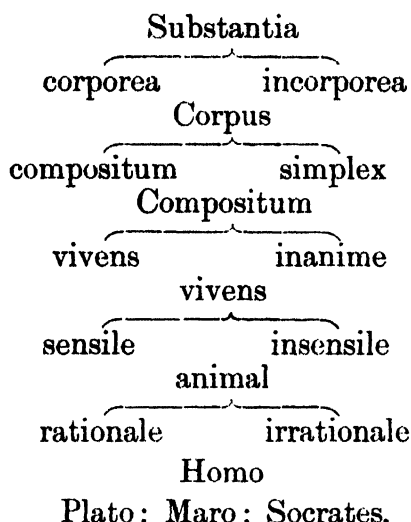 Substantia
corporea incorporea
Corpus
compositum simplex
Compositum
vivens inanime
vivens
sensile insensile
animal
rationale irrationale
Homo
Plato: Maro: Socrates.